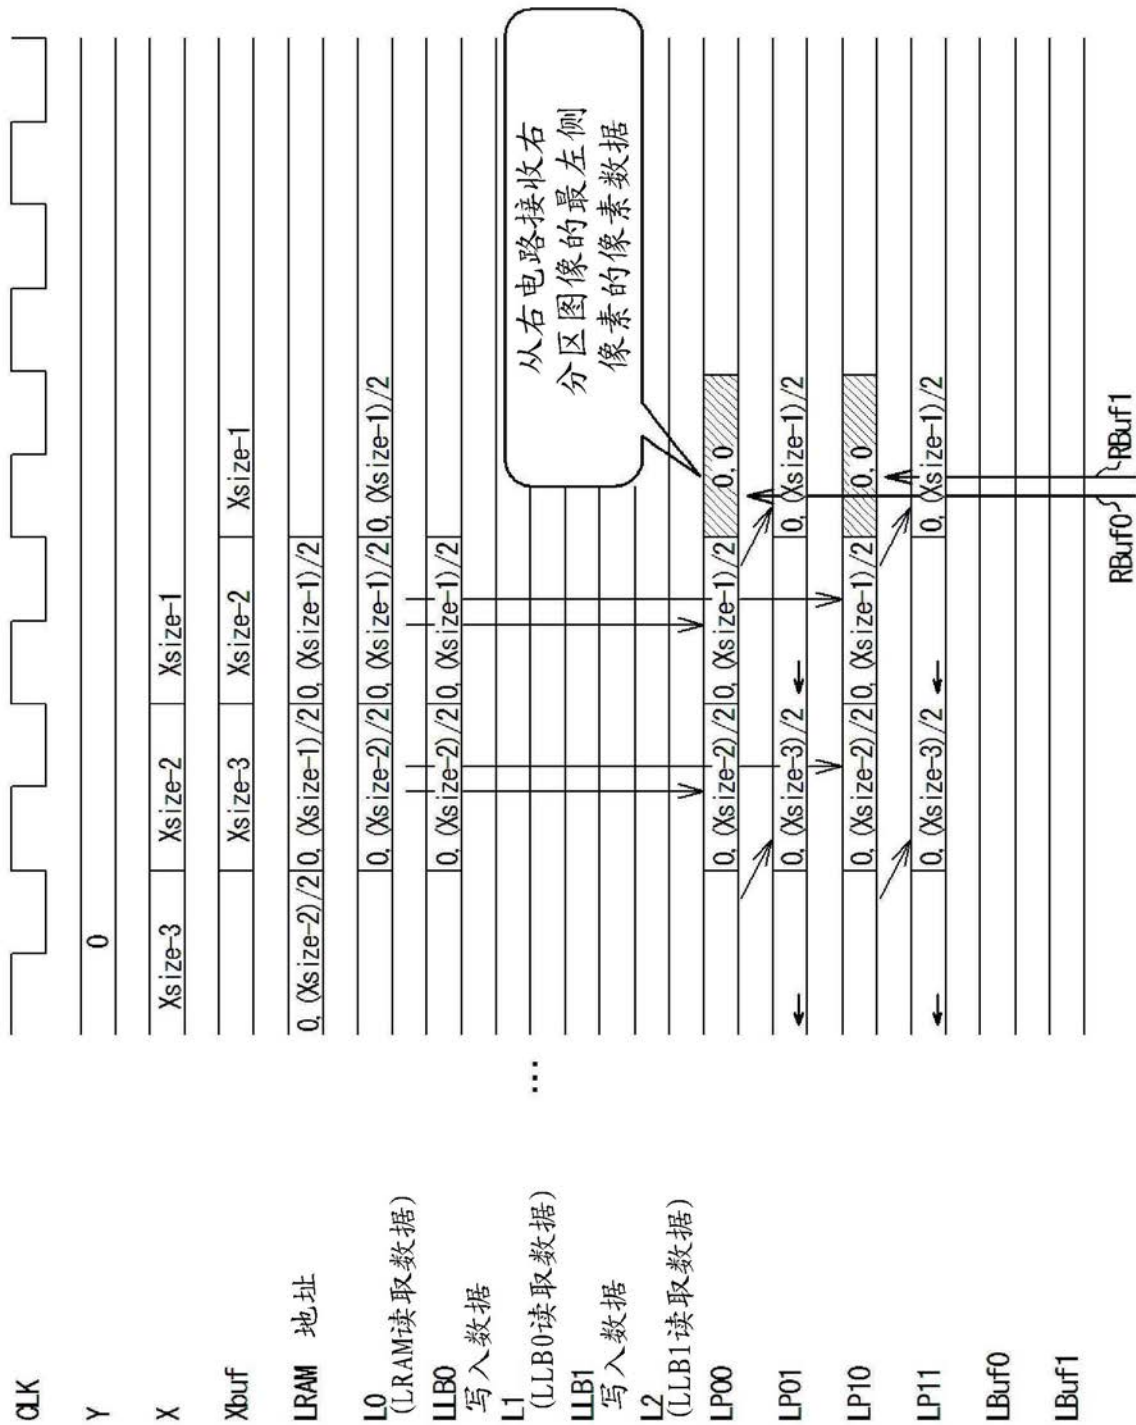 CLK
Y
0
X
Xsize-3
Xsize-2
Xsize-1
Xbuf
Xsize-3
Xsize-2
Xsize-1
LRAM 地址
0, (Xsize-2)/2
0, (Xsize-1)/2
0, (Xsize-1)/2
L0
(LRAM读取数据)
0, (Xsize-2)/2
0, (Xsize-1)/2
0, (Xsize-1)/2
LLB0
写入数据
0, (Xsize-2)/2
0, (Xsize-1)/2
L1
(LLB0读取数据)
...
LLB1
写入数据
L2
(LLB1读取数据)
从右电路接收右
分区图像的最左侧
像素的像素数据
LP00
0, (Xsize-2)/2
0, (Xsize-1)/2
0, 0
LP01
0, (Xsize-3)/2
0, (Xsize-1)/2
LP10
0, (Xsize-2)/2
0, (Xsize-1)/2
0, 0
LP11
0, (Xsize-3)/2
0, (Xsize-1)/2
LBuf0
LBuf1
RBuf0
RBuf1